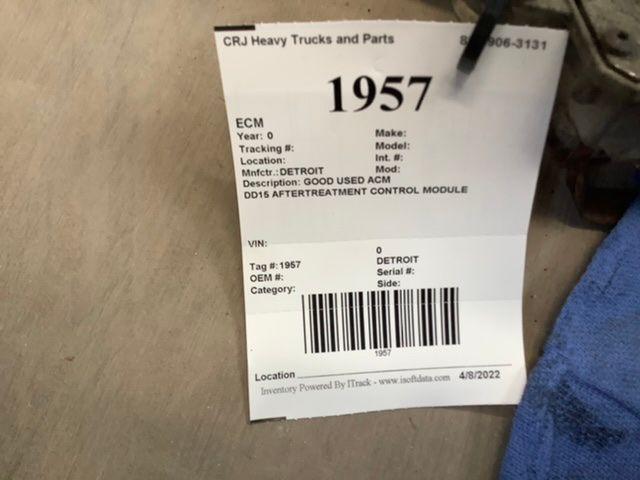 CRJ Heavy Trucks and Parts 906-3131
1957
ECM
Year: 0 Make:
Tracking #: Model:
Location: Int. #:
Mnfctr.: DETROIT Mod:
Description: GOOD USED ACM
DD15 AFTERTREATMENT CONTROL MODULE
VIN:
0
Tag #: 1957 DETROIT
OEM #: Serial #:
Category: Side:
1957
Location
Inventory Powered By ITrack - www.isoftdata.com 4/8/2022